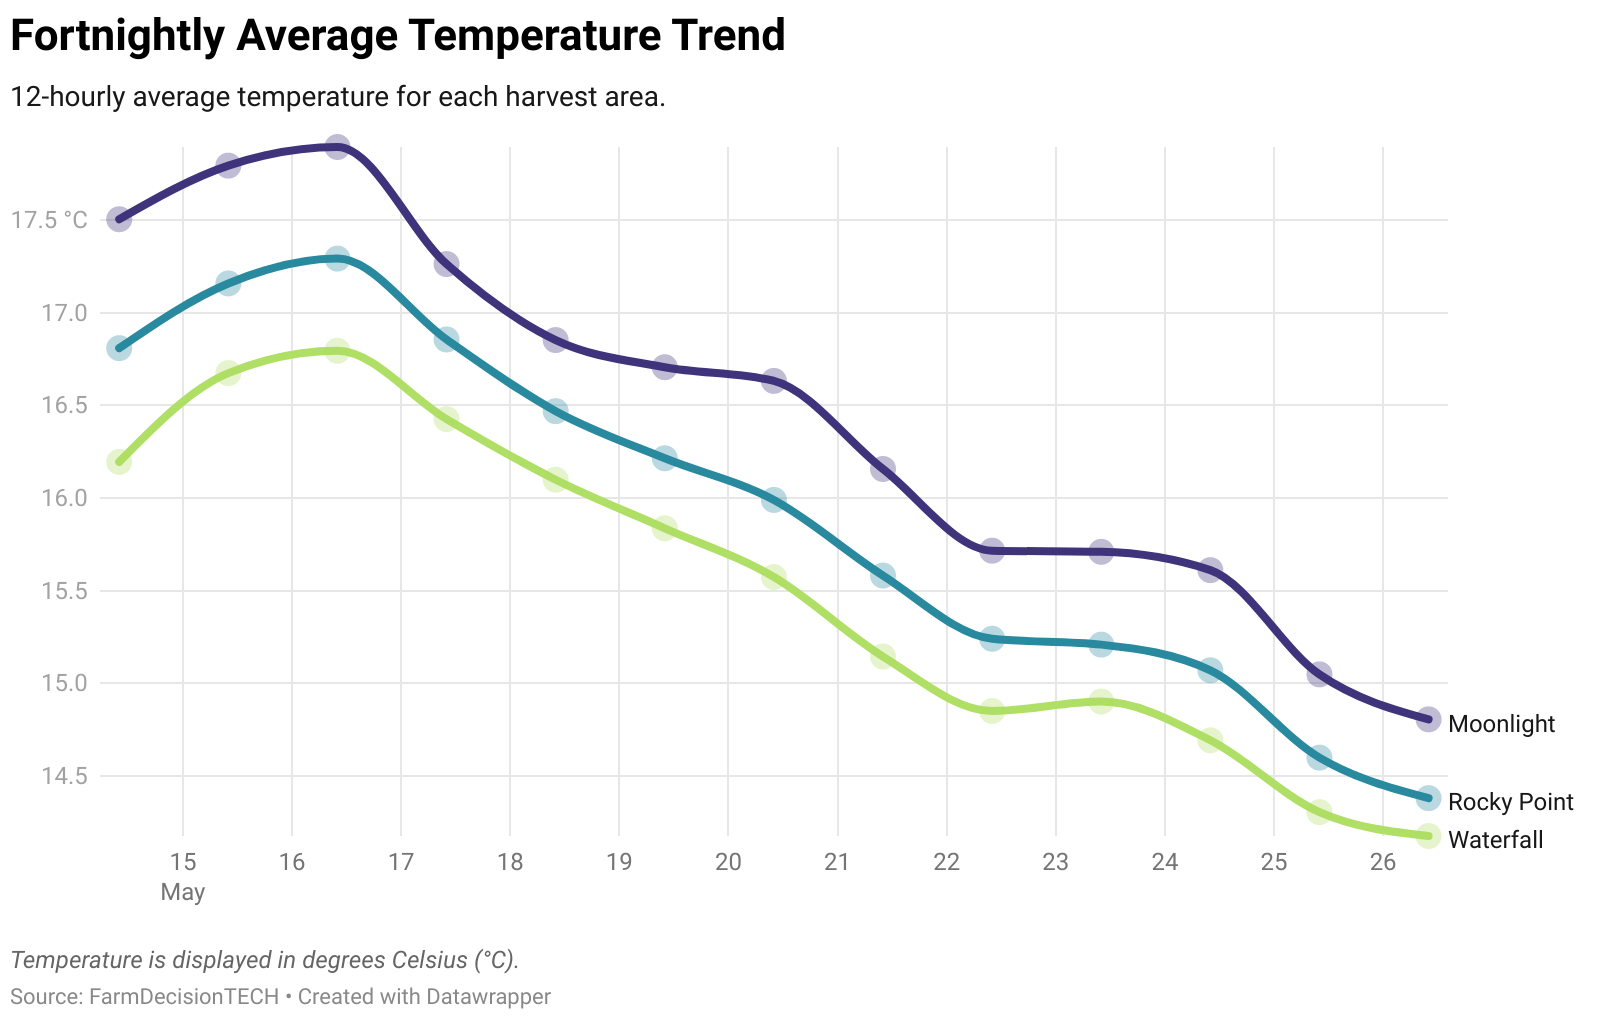 Fortnightly Average Temperature Trend
12-hourly average temperature for each harvest area.
17.5 °C
17.0
16.5
16.0
15.5
15.0
14.5
Moonlight
Rocky Point
Waterfall
15 16 17 18 19 20 21 22 23 24 25 26
May
Temperature is displayed in degrees Celsius (°C).
Source: FarmDecisionTECH • Created with Datawrapper